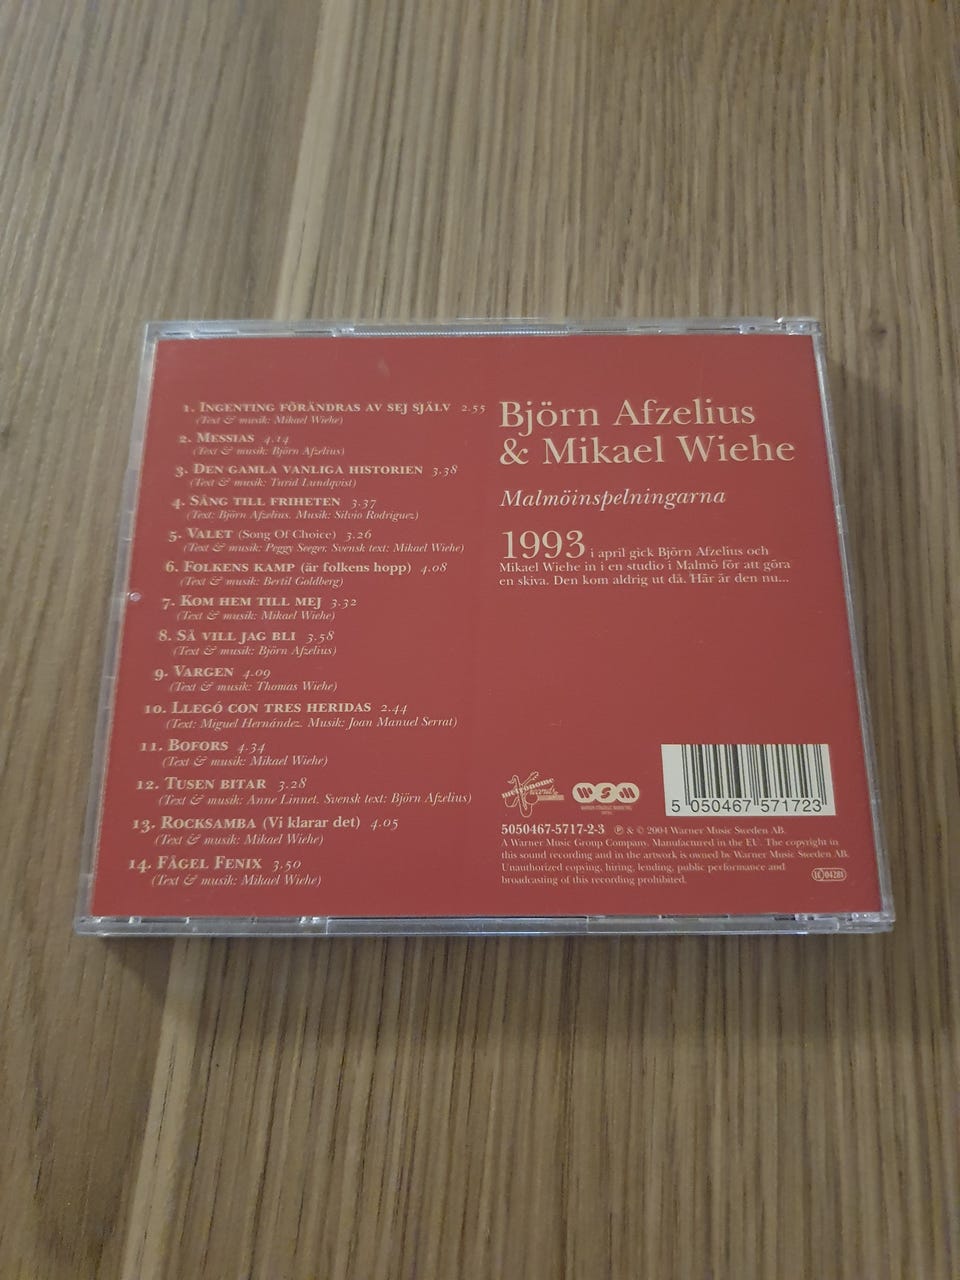 1. Ingenting förändras av sej själv 2.55
(Text & musik: Mikael Wiehe)
2. Messias 4.14
(Text & musik: Björn Afzelius)
3. Den gamla vanliga historien 3.38
(Text & musik: Turid Lundqvist)
4. Sång till friheten 3.37
(Text: Björn Afzelius. Musik: Silvio Rodriguez)
5. Valet (Song Of Choice) 3.26
(Text & musik: Peggy Seeger. Svensk text: Mikael Wiehe)
6. Folkens kamp (är folkens hopp) 4.08
(Text & musik: Bertil Goldberg)
7. Kom hem till mej 3.32
(Text & musik: Mikael Wiehe)
8. Så vill jag bli 3.58
(Text & musik: Björn Afzelius)
9. Vargen 4.09
(Text & musik: Thomas Wiehe)
10. Llegó con tres heridas 2.44
(Text: Miguel Hernández. Musik: Joan Manuel Serrat)
11. Bofors 4.34
(Text & musik: Mikael Wiehe)
12. Tusen bitar 3.28
(Text & musik: Anne Linnet. Svensk text: Björn Afzelius)
13. Rocksamba (Vi klarar det) 4.05
(Text & musik: Mikael Wiehe)
14. Fågel Fenix 3.50
(Text & musik: Mikael Wiehe)
Björn Afzelius
& Mikael Wiehe
Malmöinspelningarna
1993 i april gick Björn Afzelius och
Mikael Wiehe in i en studio i Malmö för att göra
en skiva. Den kom aldrig ut då. Här är den nu...
metronome
records
WSM
5 050467 571723
5050467-5717-2-3 ℗ & © 2004 Warner Music Sweden AB.
A Warner Music Group Company. Manufactured in the EU. The copyright in
this sound recording and in the artwork is owned by Warner Music Sweden AB.
Unauthorized copying, hiring, lending, public performance and
broadcasting of this recording prohibited.
LC 04281